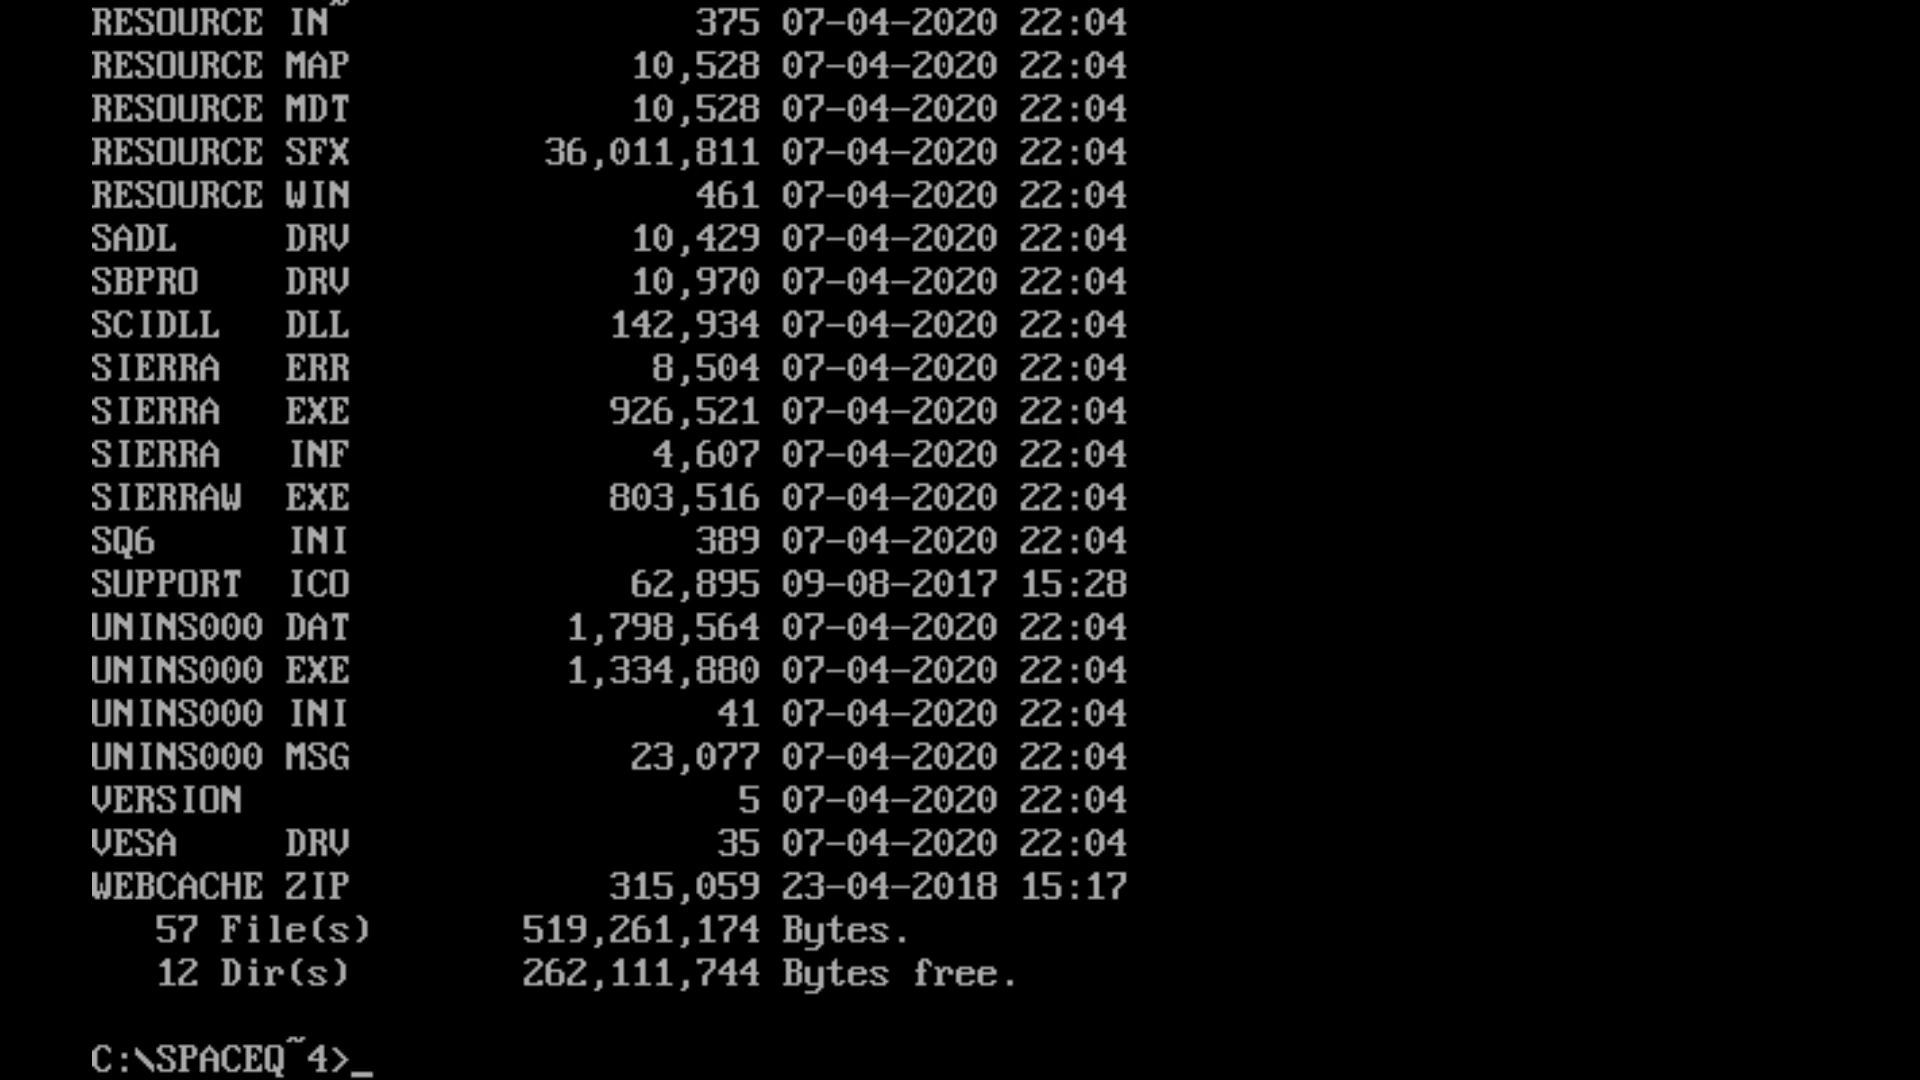 RESOURCE IN~ 375 07-04-2020 22:04
RESOURCE MAP 10,528 07-04-2020 22:04
RESOURCE MDT 10,528 07-04-2020 22:04
RESOURCE SFX 36,011,811 07-04-2020 22:04
RESOURCE WIN 461 07-04-2020 22:04
SADL DRV 10,429 07-04-2020 22:04
SBPRO DRV 10,970 07-04-2020 22:04
SCIDLL DLL 142,934 07-04-2020 22:04
SIERRA ERR 8,504 07-04-2020 22:04
SIERRA EXE 926,521 07-04-2020 22:04
SIERRA INF 4,607 07-04-2020 22:04
SIERRAW EXE 803,516 07-04-2020 22:04
SQ6 INI 389 07-04-2020 22:04
SUPPORT ICO 62,895 09-08-2017 15:28
UNINS000 DAT 1,798,564 07-04-2020 22:04
UNINS000 EXE 1,334,880 07-04-2020 22:04
UNINS000 INI 41 07-04-2020 22:04
UNINS000 MSG 23,077 07-04-2020 22:04
VERSION 5 07-04-2020 22:04
VESA DRV 35 07-04-2020 22:04
WEBCACHE ZIP 315,059 23-04-2018 15:17
57 File(s) 519,261,174 Bytes.
12 Dir(s) 262,111,744 Bytes free.
C:\SPACEQ~4>_